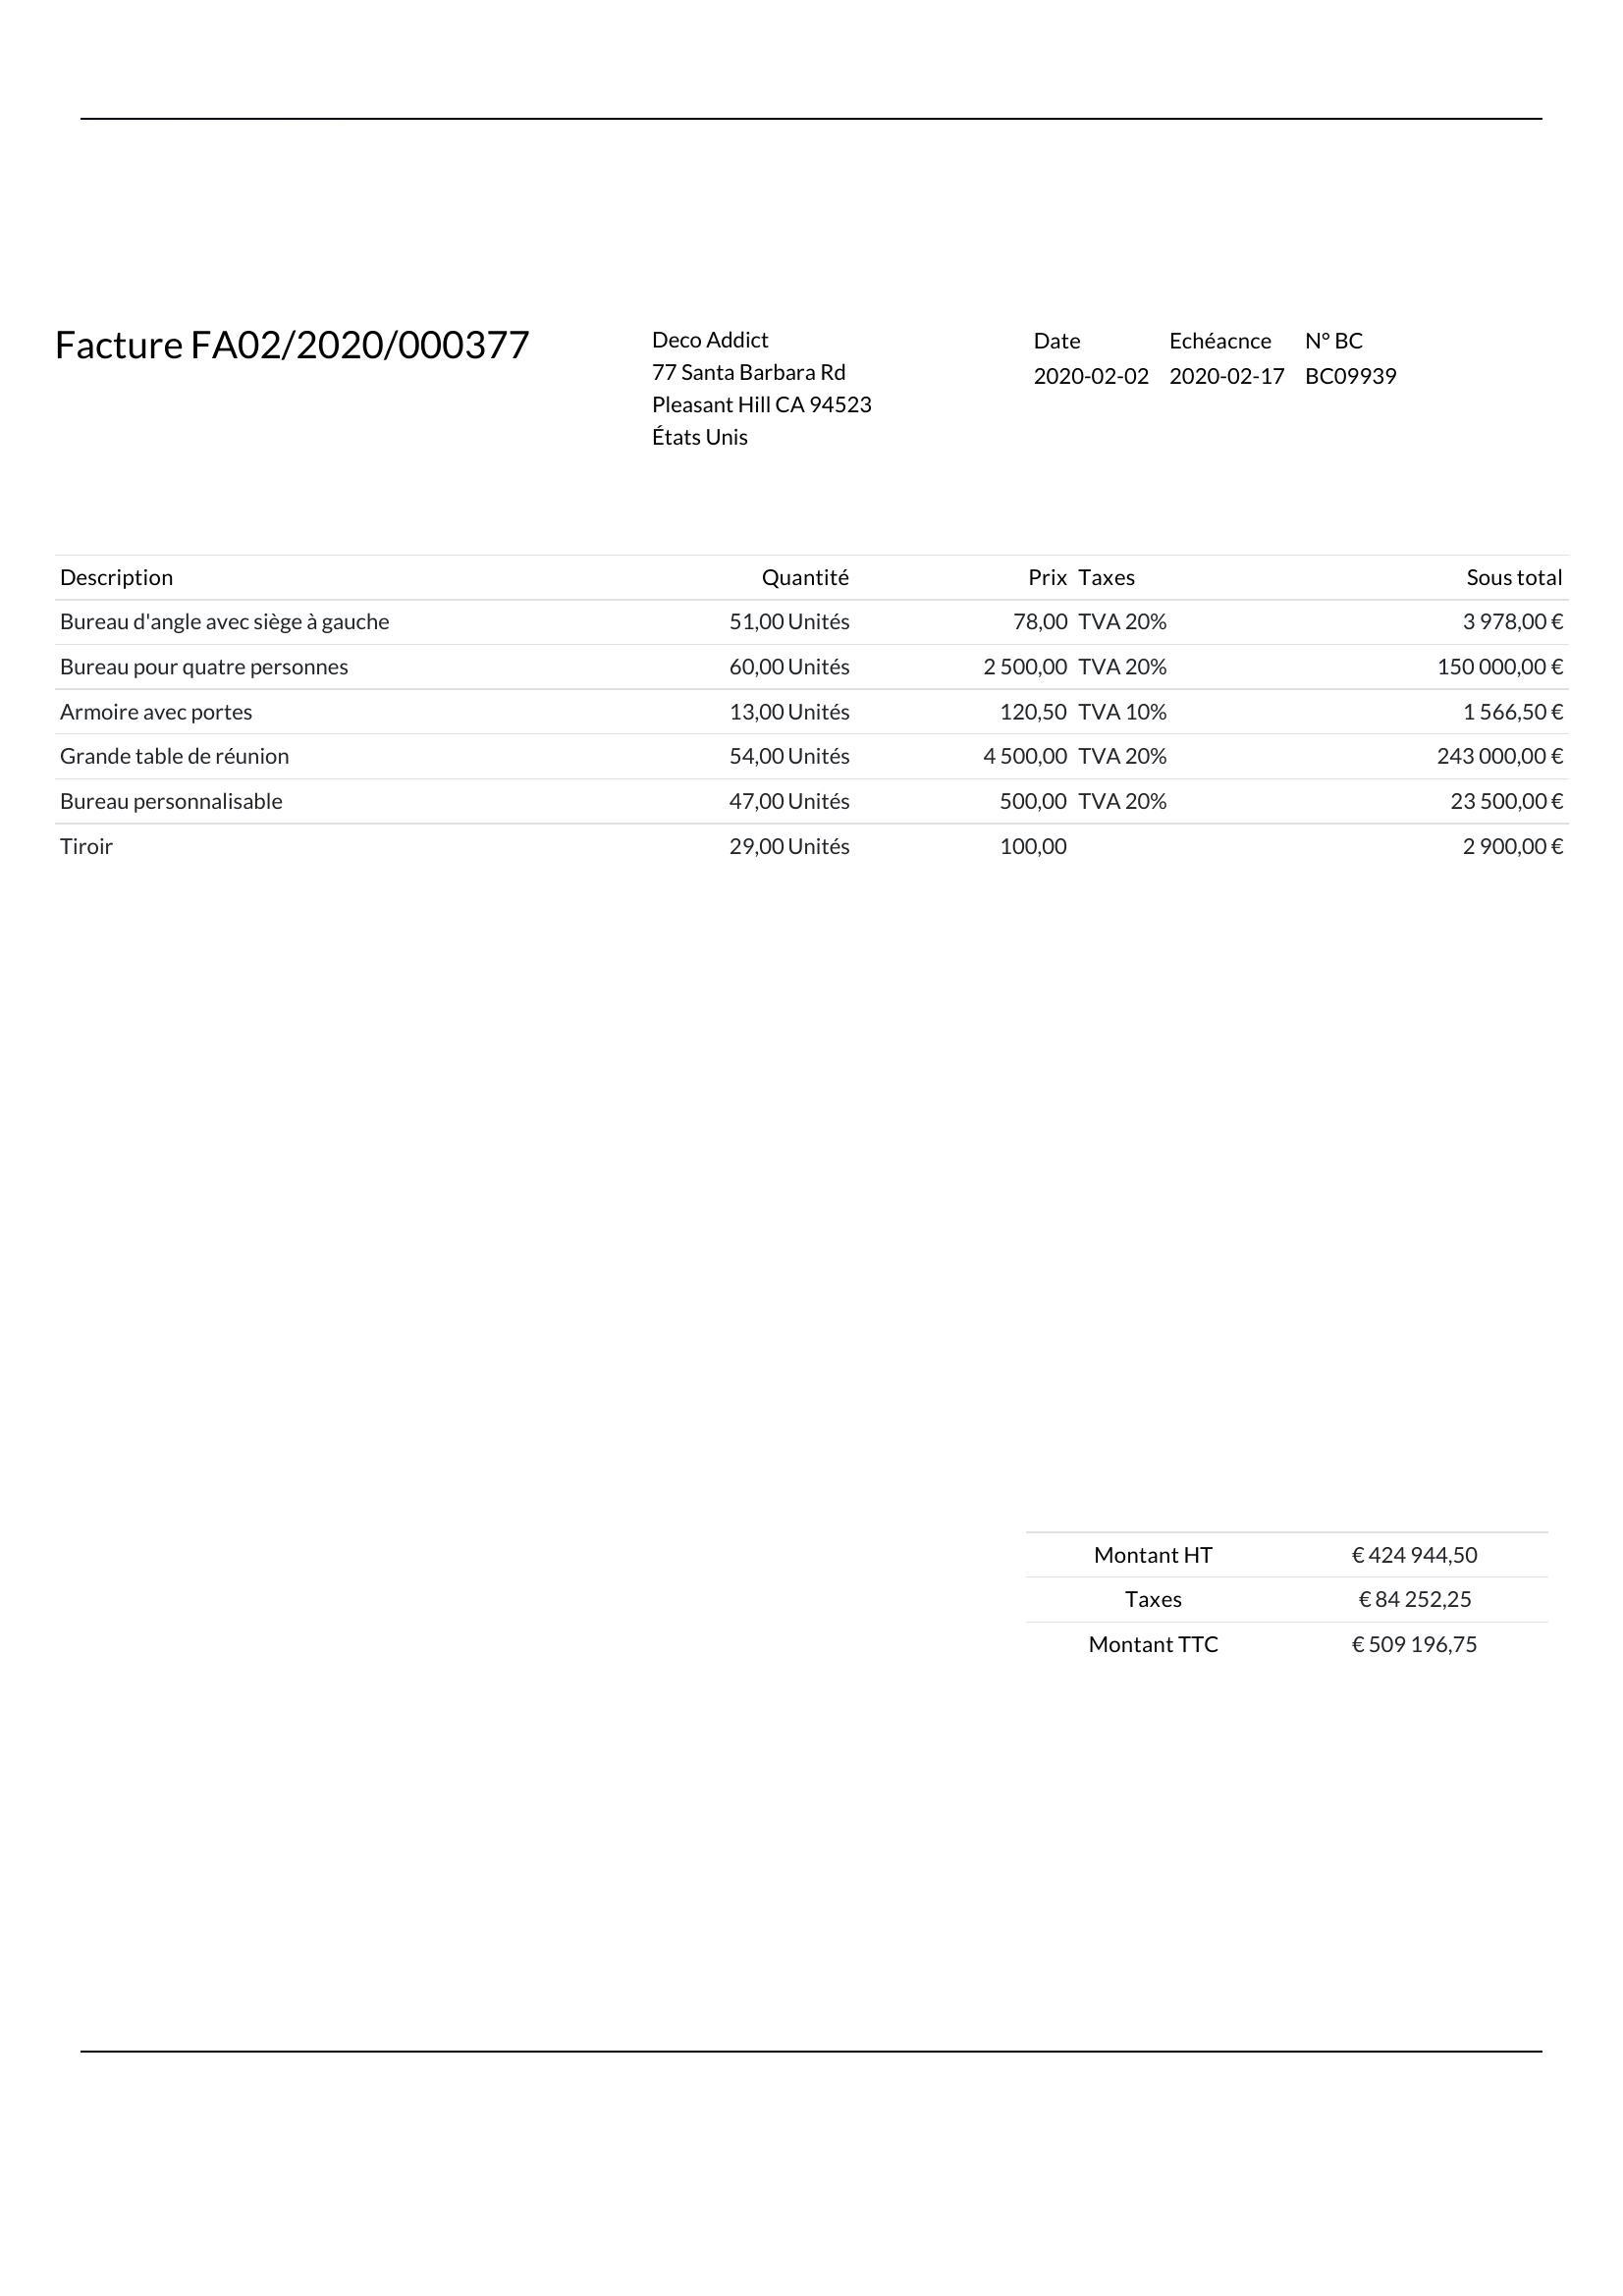 Facture FA02/2020/000377
Deco Addict
77 Santa Barbara Rd
Pleasant Hill CA 94523
États Unis
Date Echéacnce N° BC
2020-02-02 2020-02-17 BC09939
Description Quantité Prix Taxes Sous total
Bureau d'angle avec siège à gauche 51,00 Unités 78,00 TVA 20% 3 978,00 €
Bureau pour quatre personnes 60,00 Unités 2 500,00 TVA 20% 150 000,00 €
Armoire avec portes 13,00 Unités 120,50 TVA 10% 1 566,50 €
Grande table de réunion 54,00 Unités 4 500,00 TVA 20% 243 000,00 €
Bureau personnalisable 47,00 Unités 500,00 TVA 20% 23 500,00 €
Tiroir 29,00 Unités 100,00 2 900,00 €
Montant HT € 424 944,50
Taxes € 84 252,25
Montant TTC € 509 196,75